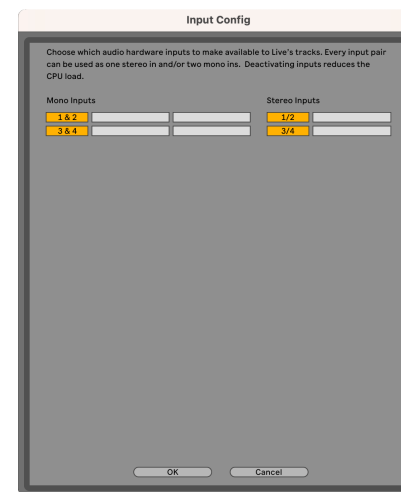 Input Config
Choose which audio hardware inputs to make available to Live's tracks. Every input pair
can be used as one stereo in and/or two mono ins.  Deactivating inputs reduces the
CPU load.
Mono Inputs
Stereo Inputs
1 & 2
1/2
3 & 4
3/4
OK
Cancel